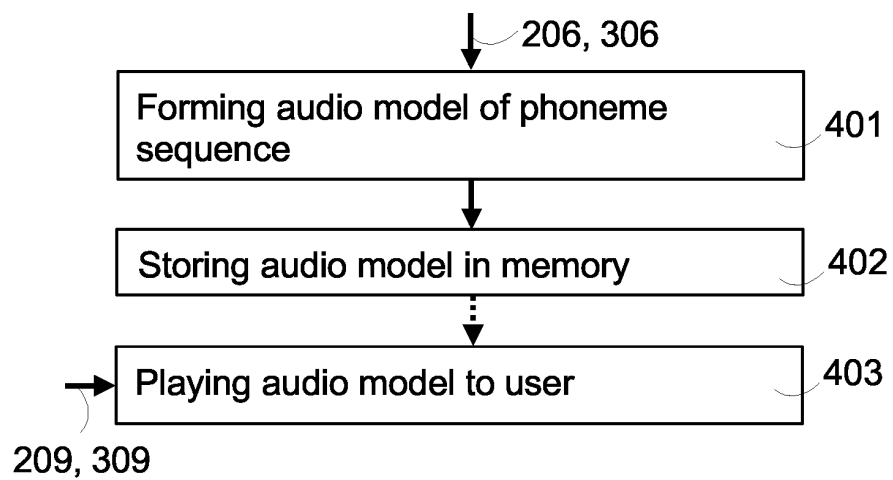 206, 306
Forming audio model of phoneme
sequence
401
Storing audio model in memory
402
Playing audio model to user
403
209, 309